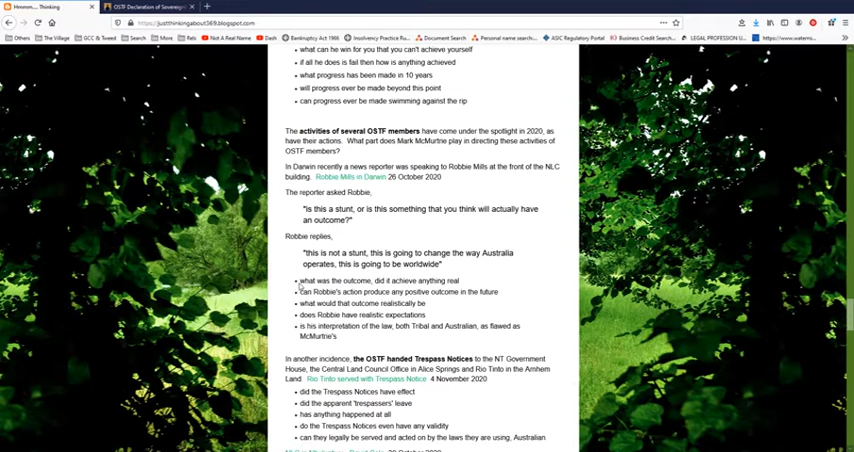 Hmmm.... Thinking
OSTF Declaration of Sovereign
https://justthinkingabout369.blogspot.com
Others
The Village
GCC & Twed
Search
More
Rels
Not A Real Name
Dash
Bankruptcy Act 1966
Insolvency Practice Ru...
Document Search
Personal name search...
ASIC Regulatory Portal
Business Credit Search...
LEGAL PROFESSION U...
https://www.waterns...
what can he win for you that you can't achieve yourself
if all he does is fail then how is anything achieved
what progress has been made in 10 years
will progress ever be made beyond this point
can progress ever be made swimming against the rip
The activities of several OSTF members have come under the spotlight in 2020, as
have their actions. What part does Mark McMurtrie play in directing these activities of
OSTF members?
In Darwin recently a news reporter was speaking to Robbie Mills at the front of the NLC
building. Robbie Mills in Darwin 26 October 2020
The reporter asked Robbie,
"is this a stunt, or is this something that you think will actually have
an outcome?"
Robbie replies,
"this is not a stunt, this is going to change the way Australia
operates, this is going to be worldwide"
what was the outcome, did it achieve anything real
can Robbie's action produce any positive outcome in the future
what would that outcome realistically be
does Robbie have realistic expectations
is his interpretation of the law, both Tribal and Australian, as flawed as
McMurtrie's
In another incidence, the OSTF handed Trespass Notices to the NT Government
House, the Central Land Council Office in Alice Springs and Rio Tinto in the Arnhem
Land Rio Tinto served with Trespass Notice 4 November 2020
did the Trespass Notices have effect
did the apparent 'trespassers' leave
has anything happened at all
do the Trespass Notices even have any validity
can they legally be served and acted on by the laws they are using, Australian